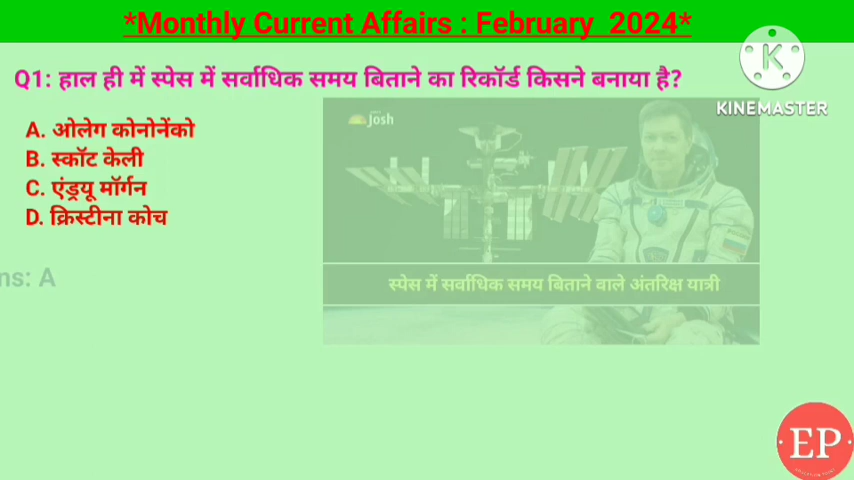 *Monthly Current Affairs : February 2024*
Q1: हाल ही में स्पेस में सर्वाधिक समय बिताने का रिकॉर्ड किसने बनाया है?
KINEMASTER
A. ओलेग कोनोनेंको
B. स्कॉट केली
C. एंड्रयू मॉर्गन
D. क्रिस्टीना कोच
Josh
ns: A
स्पेस में सर्वाधिक समय बिताने वाले अंतरिक्ष यात्री
EP